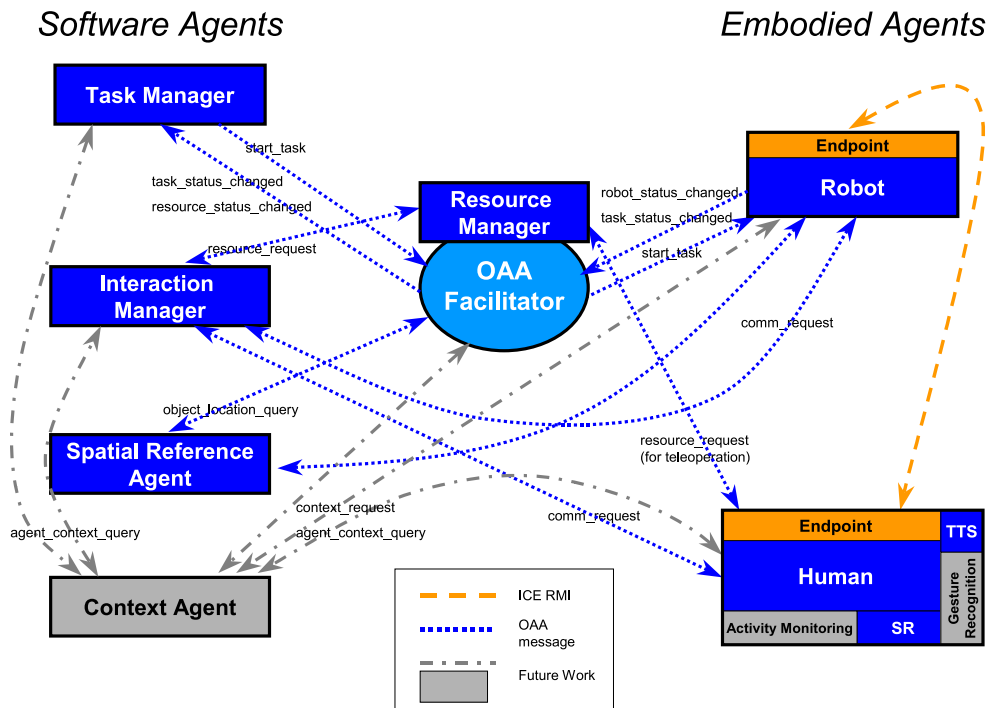 Software Agents
Embodied Agents
Task Manager
start_task
task_status_changed
resource_status_changed
Resource
Manager
robot_status_changed
task_status_changed
start_task
Endpoint
Robot
resource_request
Interaction
Manager
OAA
Facilitator
comm_request
object_location_query
Spatial Reference
Agent
resource_request
(for teleoperation)
context_request
agent_context_query
comm_request
agent_context_query
Context Agent
Endpoint
TTS
Human
Gesture
Recognition
Activity Monitoring
SR
ICE RMI
OAA
message
Future Work